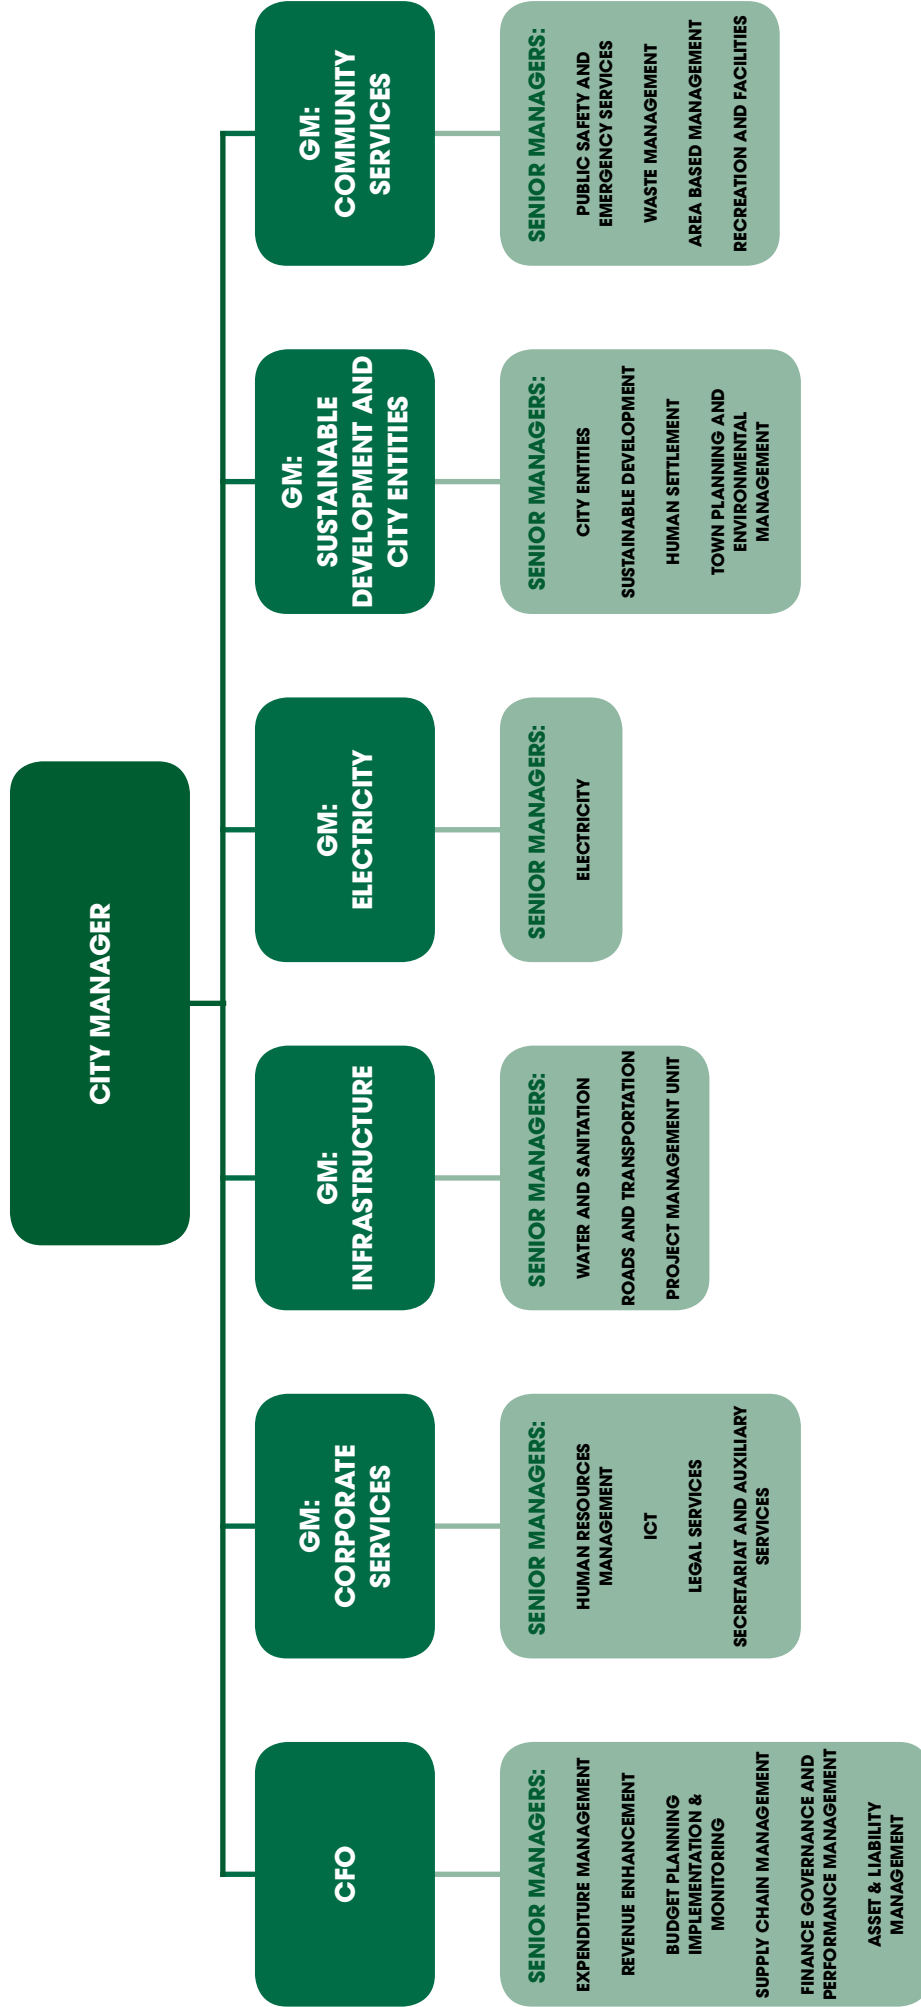 CITY MANAGER
CFO
SENIOR MANAGERS:
EXPENDITURE MANAGEMENT
REVENUE ENHANCEMENT
BUDGET PLANNING
IMPLEMENTATION &
MONITORING
SUPPLY CHAIN MANAGEMENT
FINANCE GOVERNANCE AND
PERFORMANCE MANAGEMENT
ASSET & LIABILITY
MANAGEMENT
GM:
CORPORATE
SERVICES
SENIOR MANAGERS:
HUMAN RESOURCES
MANAGEMENT
ICT
LEGAL SERVICES
SECRETARIAT AND AUXILIARY
SERVICES
GM:
INFRASTRUCTURE
SENIOR MANAGERS:
WATER AND SANITATION
ROADS AND TRANSPORTATION
PROJECT MANAGEMENT UNIT
GM:
ELECTRICITY
SENIOR MANAGERS:
ELECTRICITY
GM:
SUSTAINABLE
DEVELOPMENT AND
CITY ENTITIES
SENIOR MANAGERS:
CITY ENTITIES
SUSTAINABLE DEVELOPMENT
HUMAN SETTLEMENT
TOWN PLANNING AND
ENVIRONMENTAL
MANAGEMENT
GM:
COMMUNITY
SERVICES
SENIOR MANAGERS:
PUBLIC SAFETY AND
EMERGENCY SERVICES
WASTE MANAGEMENT
AREA BASED MANAGEMENT
RECREATION AND FACILITIES